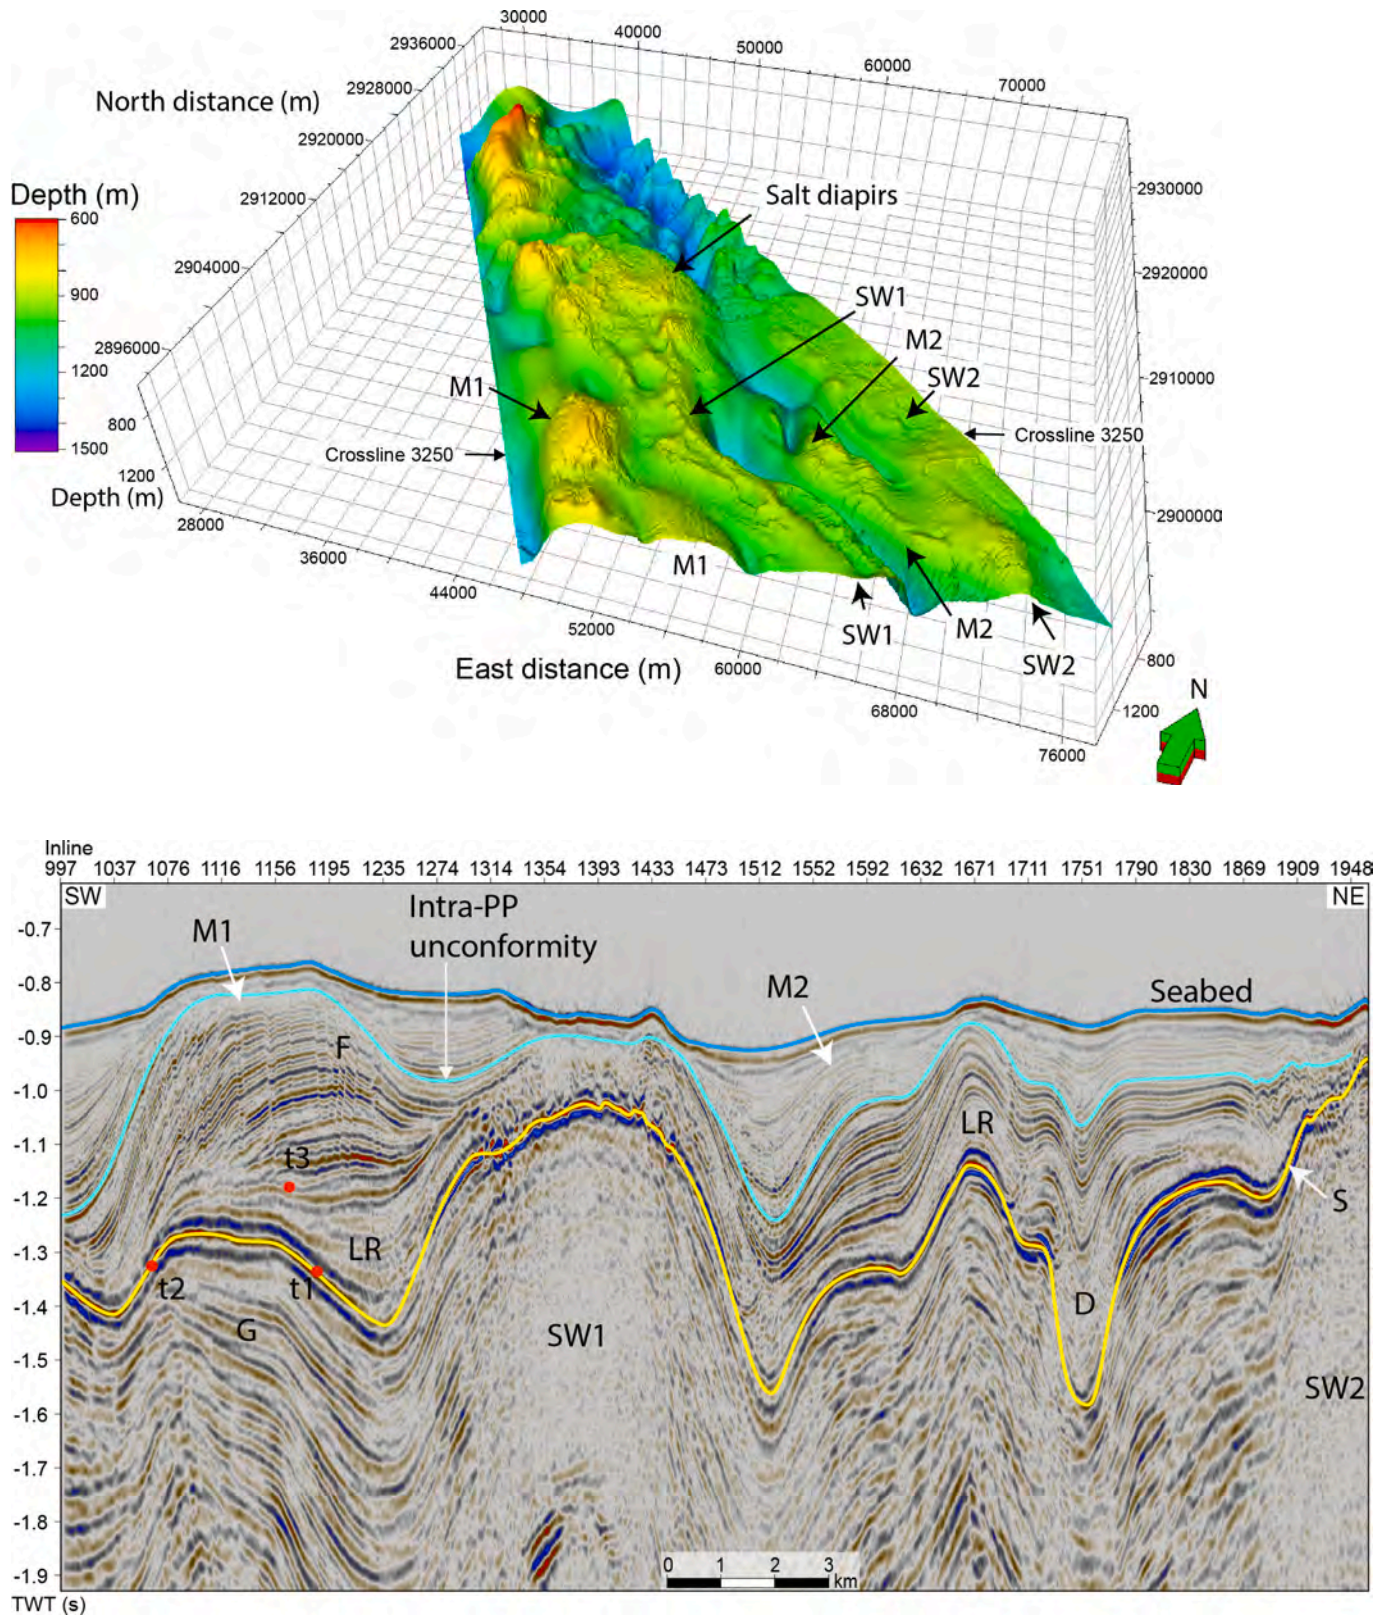 30000
40000
50000
60000
70000
2936000
2928000
2920000
2912000
2904000
2896000
800
1200
North distance (m)
Depth (m)
600
900
1200
1500
Salt diapirs
SW1
M2
SW2
M1
Crossline 3250
Crossline 3250
2930000
2920000
2910000
2900000
800
1200
Depth (m)
28000
36000
44000
52000
60000
68000
76000
East distance (m)
M1
SW1
M2
SW2
N
Inline
997 1037 1076 1116 1156 1195 1235 1274 1314 1354 1393 1433 1473 1512 1552 1592 1632 1671 1711 1751 1790 1830 1869 1909 1948
SW
NE
-0.7
-0.8
-0.9
-1.0
-1.1
-1.2
-1.3
-1.4
-1.5
-1.6
-1.7
-1.8
-1.9
TWT (s)
M1
Intra-PP
unconformity
M2
Seabed
F
LR
t3
S
LR
t2
t1
D
G
SW1
SW2
0 1 2 3
km